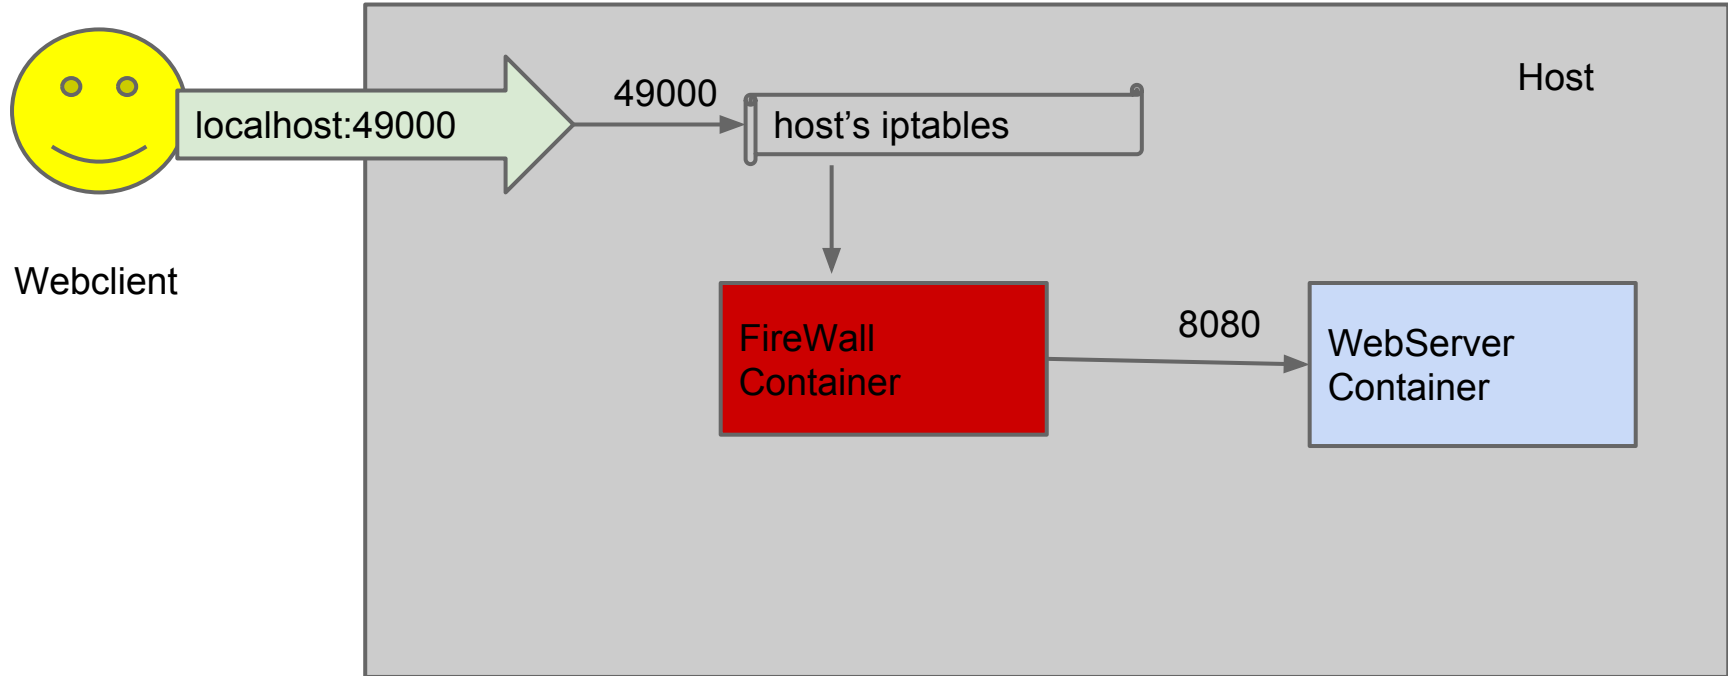 Host
localhost:49000
49000
host's iptables
Webclient
FireWall
Container
8080
WebServer
Container